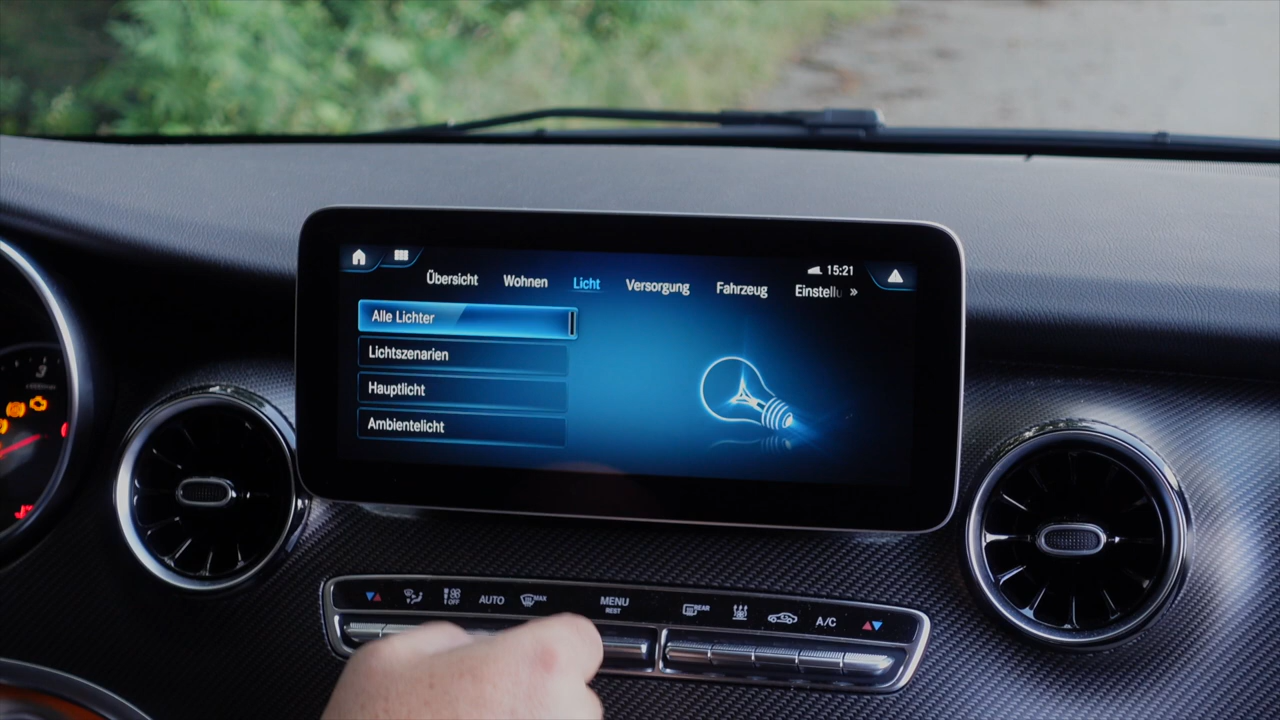 15:21
Übersicht Wohnen Licht Versorgung Fahrzeug Einstellu »
Alle Lichter
Lichtszenarien
Hauptlicht
Ambientelicht
3
OFF AUTO MAX MENU REAR A/C
REST